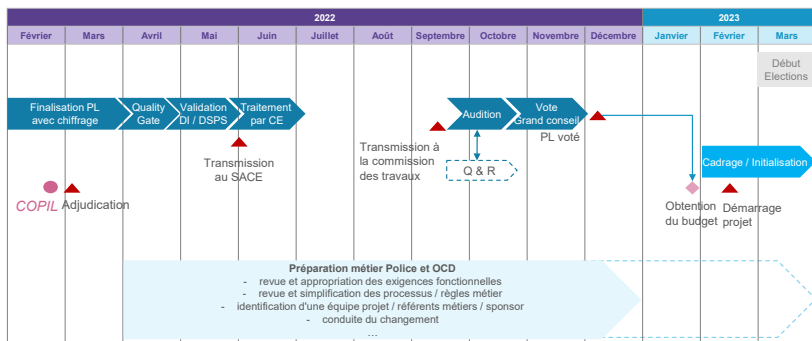 2022
2023
Février Mars Avril Mai Juin Juillet Août Septembre Octobre Novembre Décembre Janvier Février Mars
Début
Elections
Finalisation PL
avec chiffrage
Quality
Gate
Validation
DI / DSPS
Traitement
par CE
Audition
Vote
Grand conseil
PL voté
Transmission
au SACE
Transmission à
la commission
des travaux
Q & R
Cadrage / Initialisation
COPIL
Adjudication
Obtention
du budget
Démarrage
projet
Préparation métier Police et OCD
- revue et appropriation des exigences fonctionnelles
- revue et simplification des processus / règles métier
- identification d'une équipe projet / référents métiers / sponsor
- conduite du changement
...